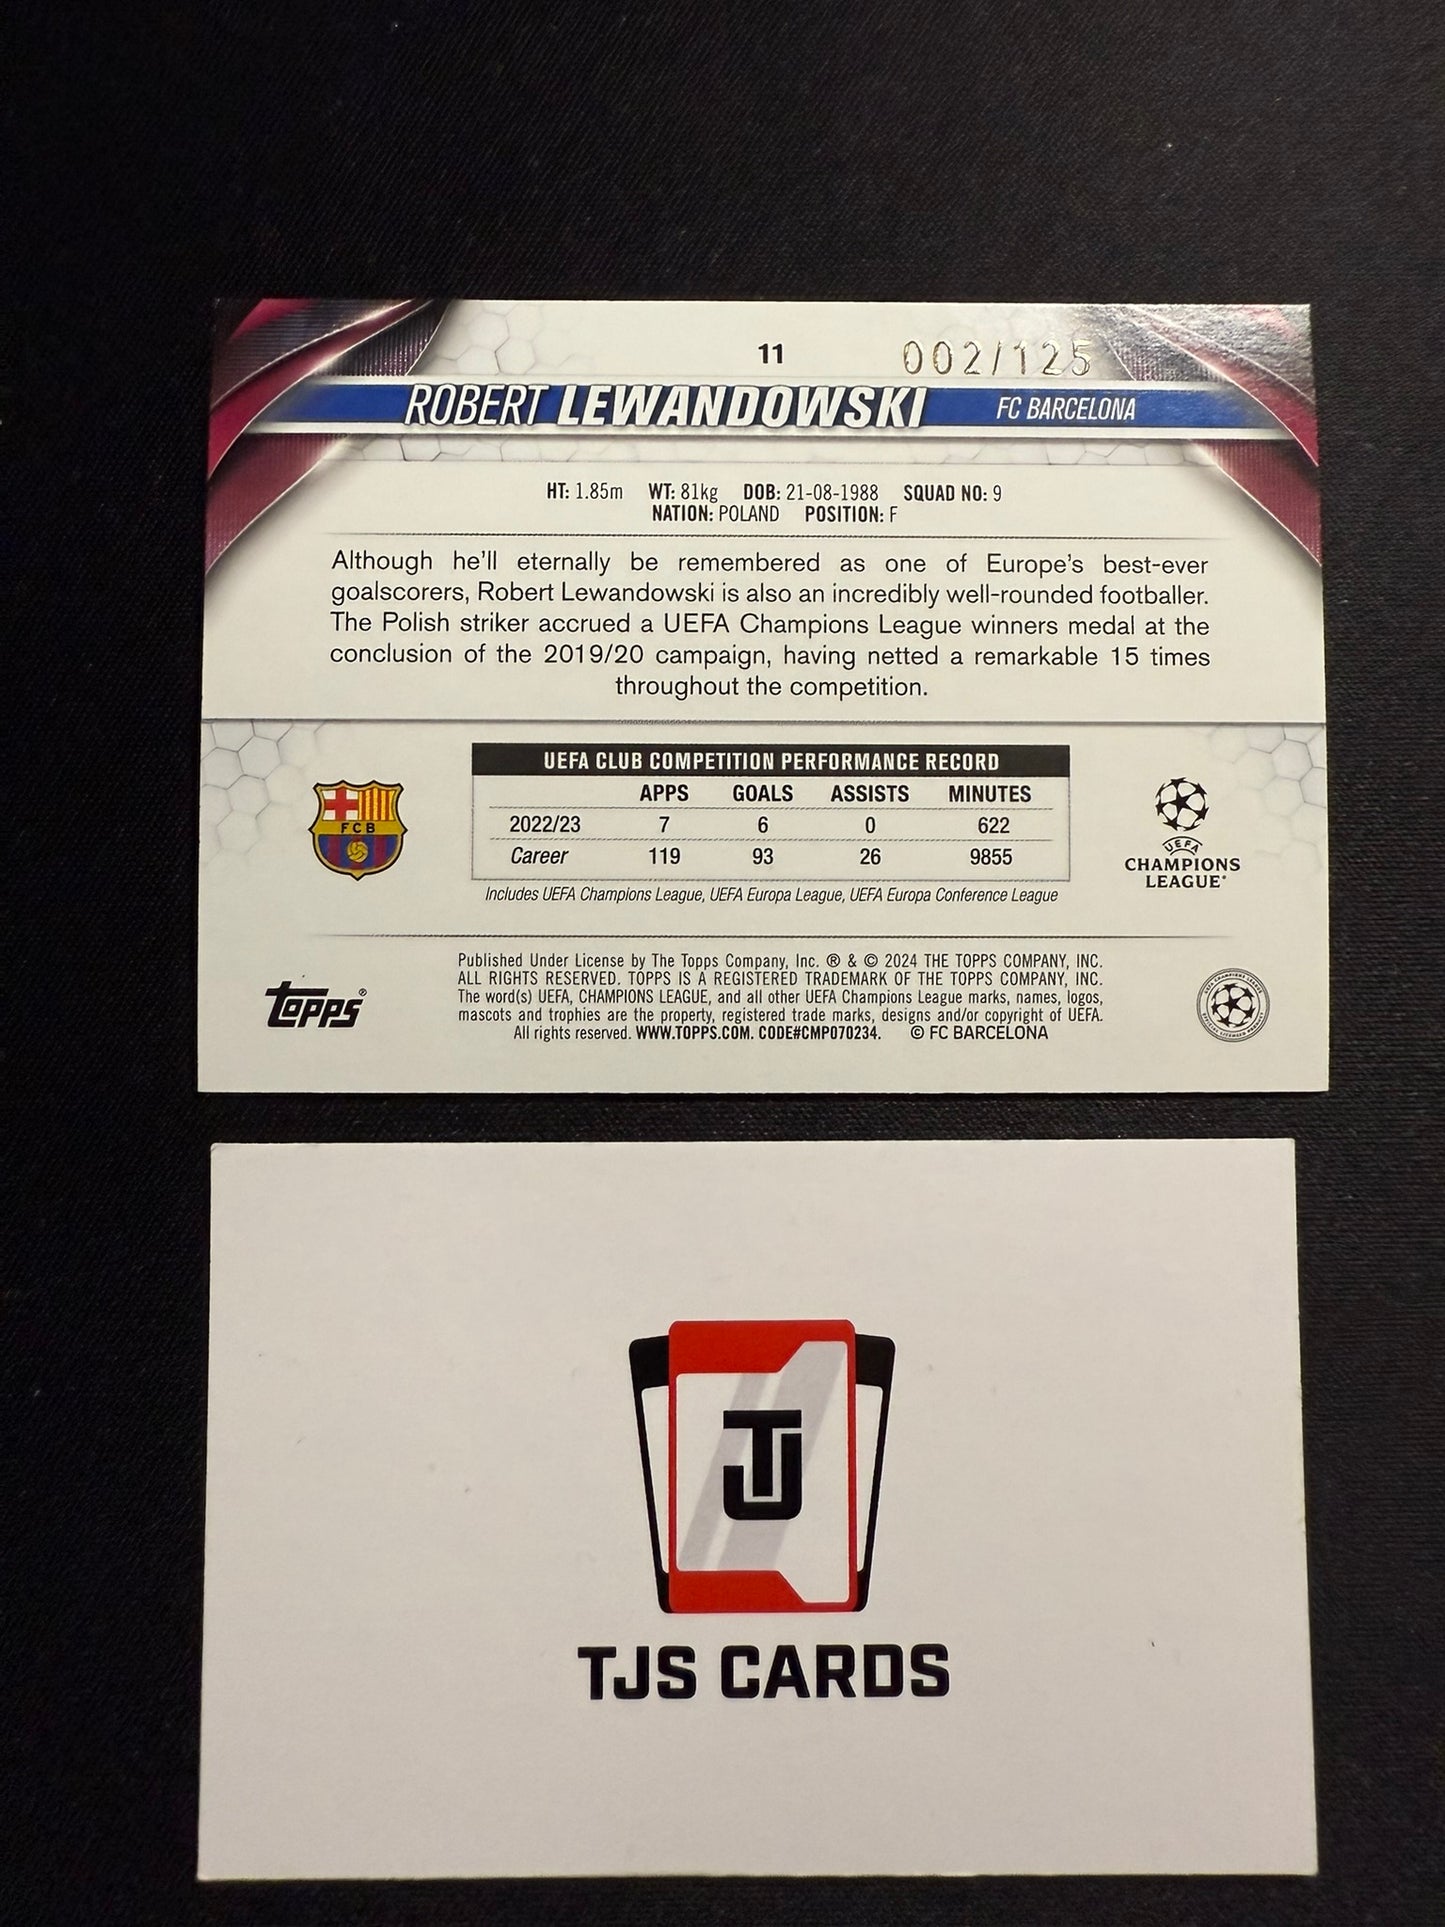 11 002/125
ROBERT LEWANDOWSKI FC BARCELONA
HT: 1.85m WT: 81kg DOB: 21-08-1988 SQUAD NO: 9
NATION: POLAND POSITION: F
Although he'll eternally be remembered as one of Europe's best-ever
goalscorers, Robert Lewandowski is also an incredibly well-rounded footballer.
The Polish striker accrued a UEFA Champions League winners medal at the
conclusion of the 2019/20 campaign, having netted a remarkable 15 times
throughout the competition.
FCB
UEFA CLUB COMPETITION PERFORMANCE RECORD
APPS GOALS ASSISTS MINUTES
2022/23 7 6 0 622
Career 119 93 26 9855
Includes UEFA Champions League, UEFA Europa League, UEFA Europa Conference League
UEFA
CHAMPIONS
LEAGUE®
Topps®
Published Under License by The Topps Company, Inc. ® & © 2024 THE TOPPS COMPANY, INC.
ALL RIGHTS RESERVED. TOPPS IS A REGISTERED TRADEMARK OF THE TOPPS COMPANY, INC.
The word(s) UEFA, CHAMPIONS LEAGUE, and all other UEFA Champions League marks, names, logos,
mascots and trophies are the property, registered trade marks, designs and/or copyright of UEFA.
All rights reserved. WWW.TOPPS.COM. CODE#CMP070234. © FC BARCELONA
TJ
TJS CARDS